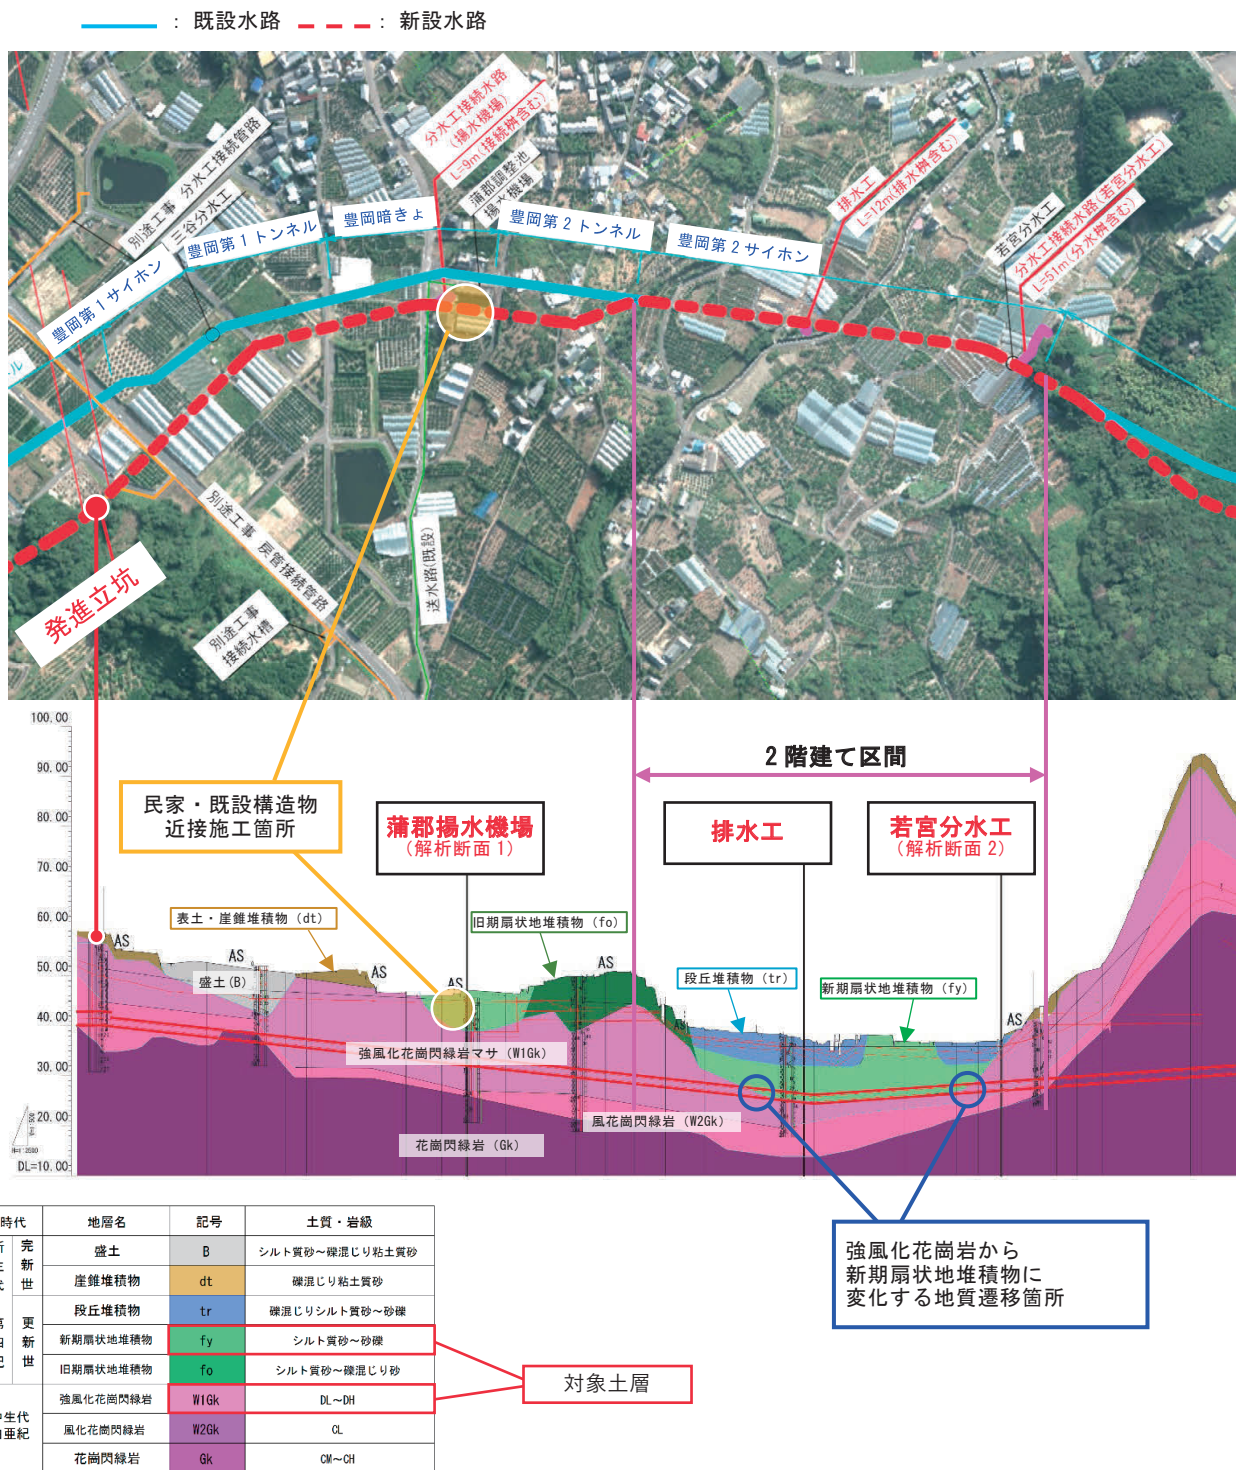 ： 既設水路
： 新設水路
別途工事 分水工接続管路
三谷分水工
分水工接続水路
(揚水機場)
L=9m(接続桝含む)
蒲郡調整池
揚水機場
排水工
L=12m(排水桝含む)
若宮分水工
分水工接続水路(若宮分水工)
L=51m(分水桝含む)
豊岡第１サイホン
豊岡第１トンネル
豊岡暗きょ
豊岡第２トンネル
豊岡第２サイホン
発進立坑
別途工事 戻管接続管路
別途工事
接続水槽
送水路(既設)
2 階建て区間
民家・既設構造物
近接施工箇所
蒲郡揚水機場
（解析断面 1）
排水工
若宮分水工
（解析断面 2）
100.00
90.00
80.00
70.00
60.00
50.00
40.00
30.00
20.00
DL=10.00
表土・崖錐堆積物（dt）
旧期扇状地堆積物（fo）
段丘堆積物（tr）
新期扇状地堆積物（fy）
盛土(B)
AS
AS
AS
AS
AS
AS
AS
強風化花崗閃緑岩マサ（W1Gk）
風花崗閃緑岩（W2Gk）
花崗閃緑岩（Gk）
強風化花崗岩から
新期扇状地堆積物に
変化する地質遷移箇所
時代 地層名 記号 土質・岩級
完新世
盛土 B シルト質砂～礫混じり粘土質砂
崖錐堆積物 dt 礫混じり粘土質砂
更新世
段丘堆積物 tr 礫混じりシルト質砂～砂礫
新期扇状地堆積物 fy シルト質砂～砂礫
旧期扇状地堆積物 fo シルト質砂～礫混じり砂
強風化花崗閃緑岩 W1Gk DL～DH
風化花崗閃緑岩 W2Gk CL
花崗閃緑岩 Gk CM～CH
対象土層